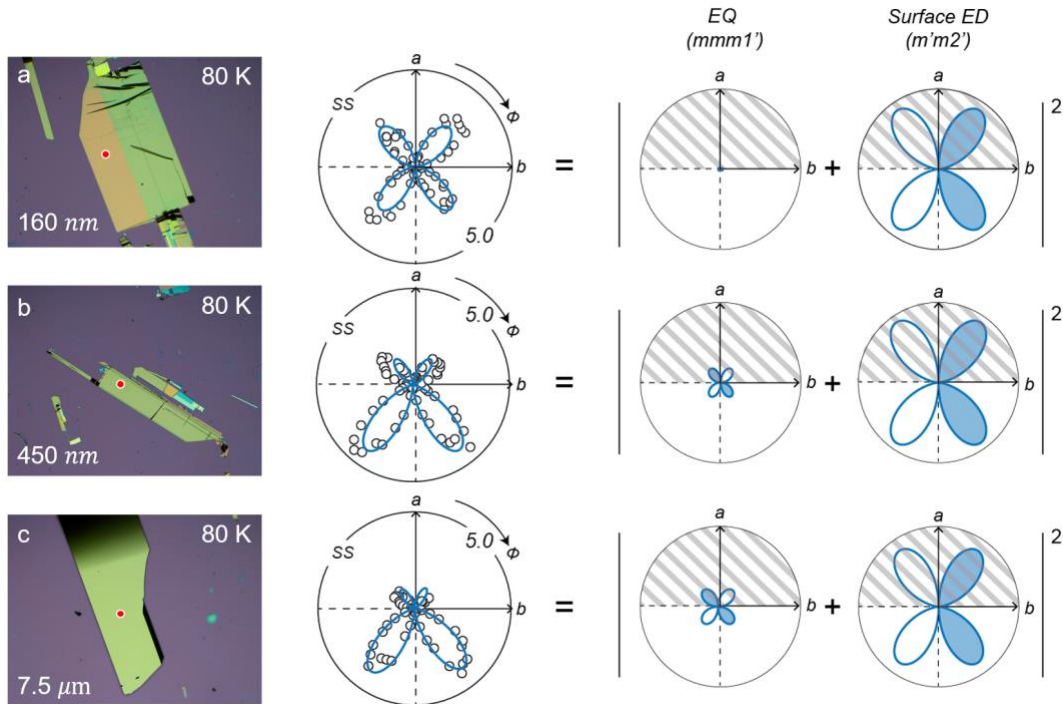 EQ
(mmm1’)
Surface ED
(m’m2’)
a
80 K
160 nm
a
SS
ϕ
b
5.0
=
a
b
+
a
b
2
b
80 K
450 nm
a
5.0
SS
ϕ
b
=
a
b
+
a
b
2
c
80 K
7.5 μm
a
5.0
SS
ϕ
b
=
a
b
+
a
b
2